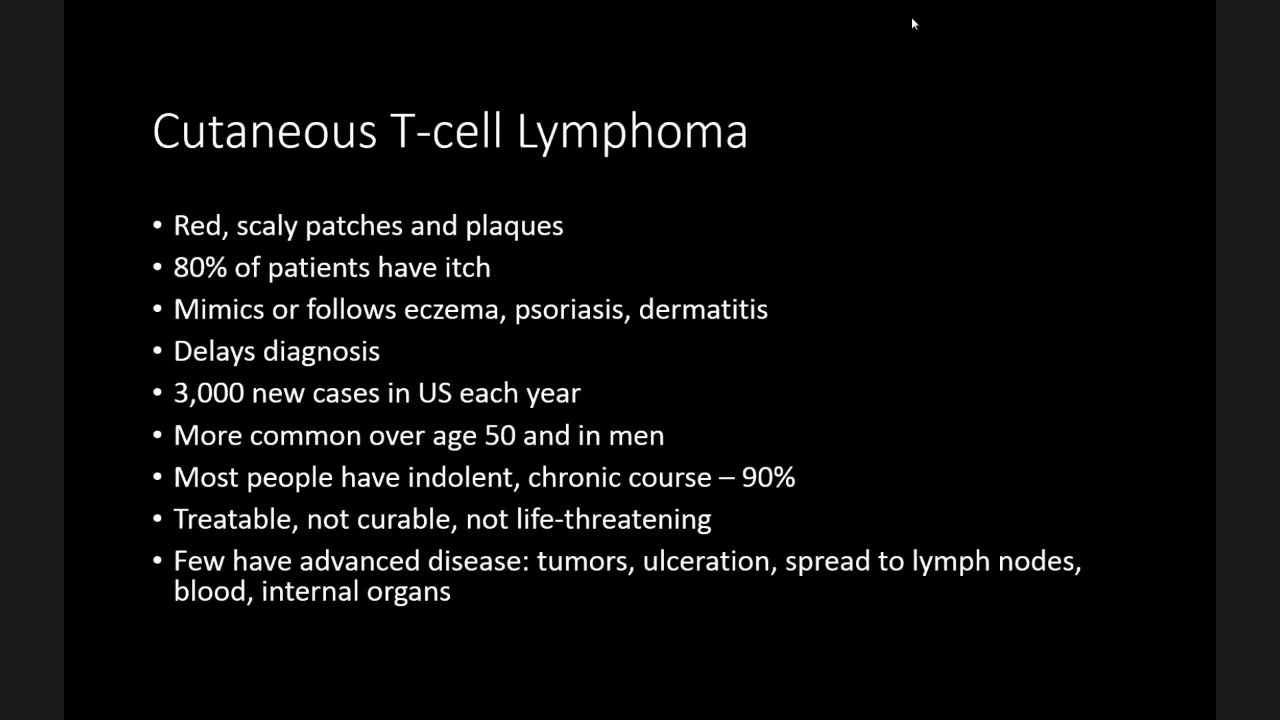 Cutaneous T-cell Lymphoma
• Red, scaly patches and plaques
• 80% of patients have itch
• Mimics or follows eczema, psoriasis, dermatitis
• Delays diagnosis
• 3,000 new cases in US each year
• More common over age 50 and in men
• Most people have indolent, chronic course – 90%
• Treatable, not curable, not life-threatening
• Few have advanced disease: tumors, ulceration, spread to lymph nodes,
blood, internal organs